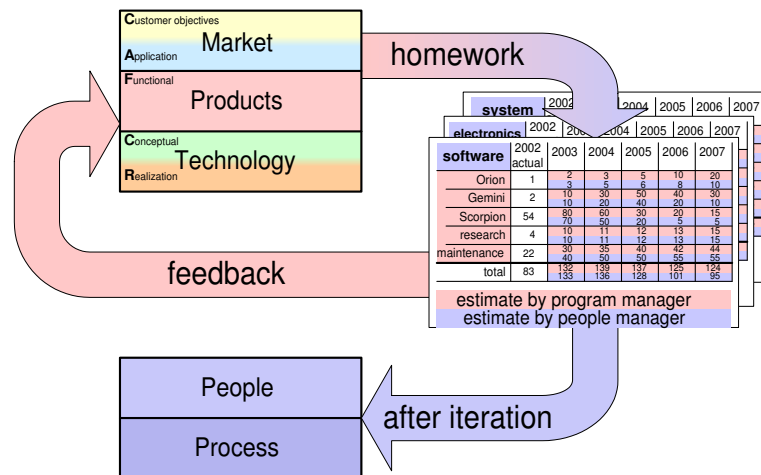 Customer objectives
Market
Application
Functional
Products
Conceptual
Technology
Realization
homework
feedback
system 2002 2004 2005 2006 2007
electronics 2002 2004 2005 2006 2007
software 2002 actual 2003 2004 2005 2006 2007
Orion 1 2 3 5 10 20
3 5 6 8 10
Gemini 2 10 30 50 40 30
10 20 40 20 10
Scorpion 54 80 60 30 20 15
70 50 20 5 5
research 4 10 11 12 13 15
10 11 12 13 15
maintenance 22 30 35 40 42 44
40 50 50 55 55
total 83 132 139 137 125 124
133 136 128 101 95
estimate by program manager
estimate by people manager
People
Process
after iteration